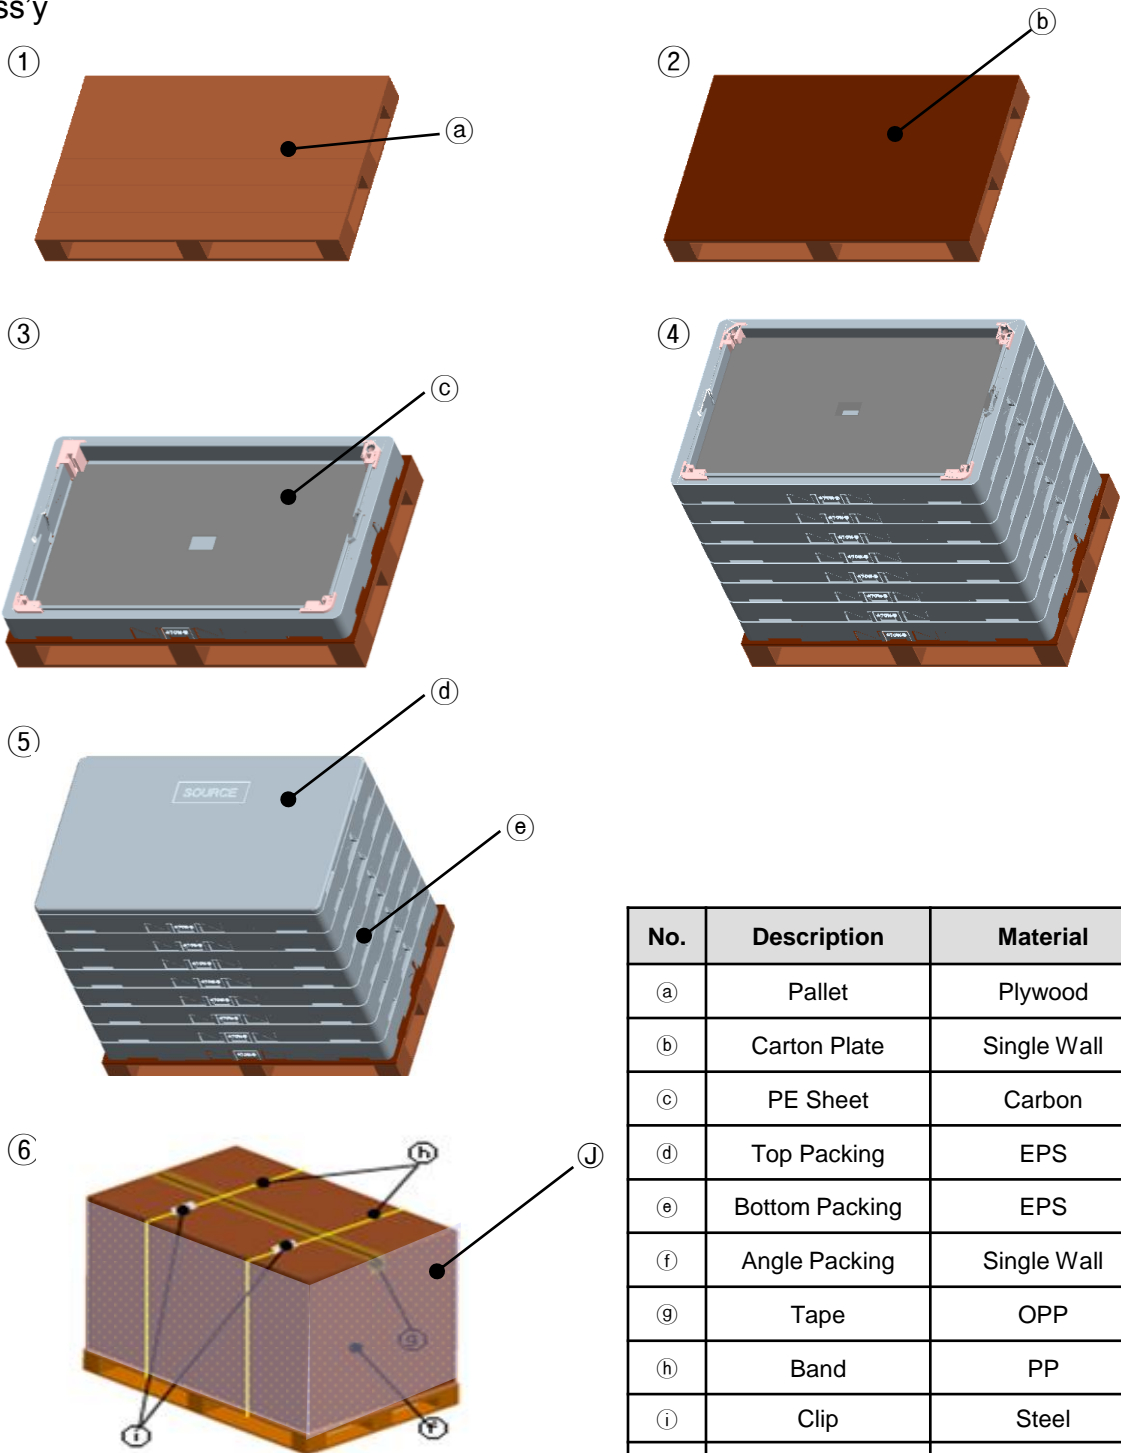 ss'y
①
ⓐ
②
ⓑ
③
ⓒ
④
⑤
ⓓ
SOURCE
ⓔ
⑥
ⓗ
Ⓙ
ⓖ
ⓘ
ⓕ
No. Description Material
ⓐ Pallet Plywood
ⓑ Carton Plate Single Wall
ⓒ PE Sheet Carbon
ⓓ Top Packing EPS
ⓔ Bottom Packing EPS
ⓕ Angle Packing Single Wall
ⓖ Tape OPP
ⓗ Band PP
ⓘ Clip Steel